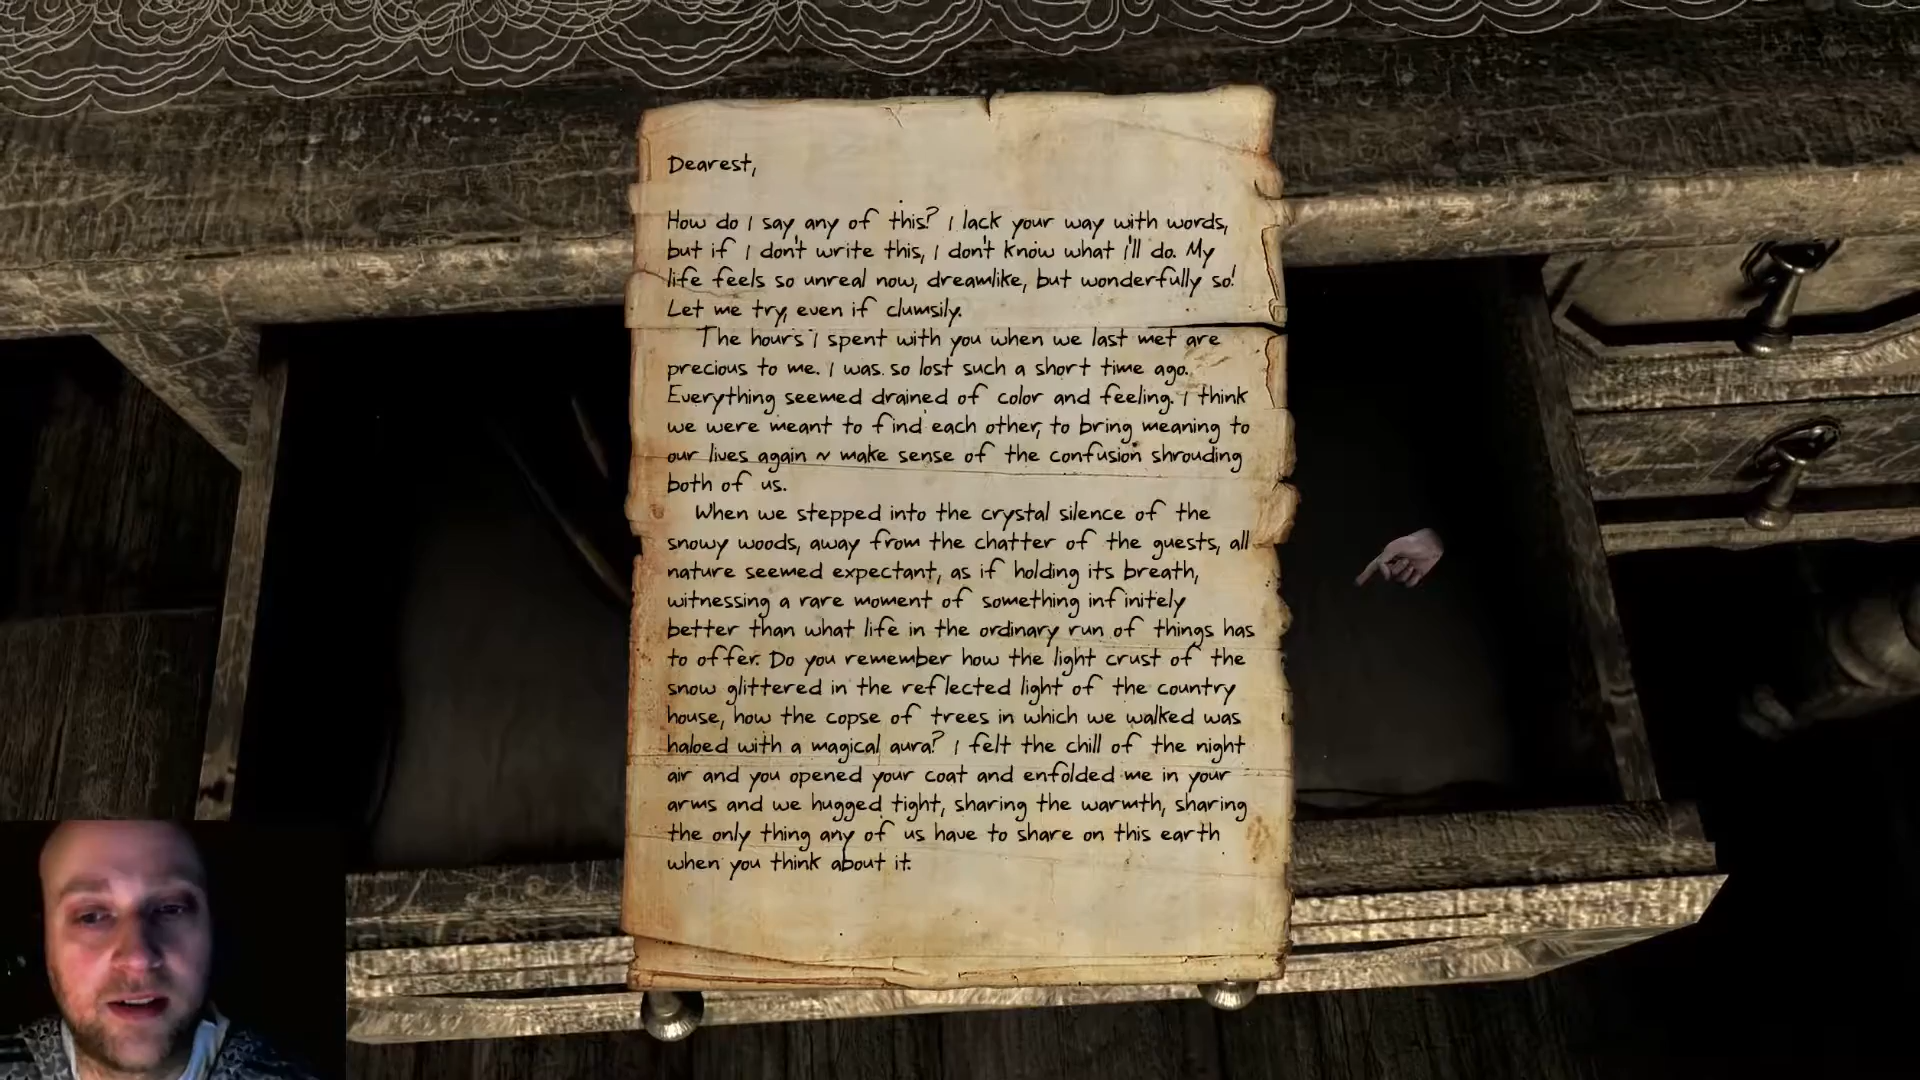 Dearest,
How do I say any of this? I lack your way with words,
but if I don't write this, I don't know what i'll do. My
life feels so unreal now, dreamlike, but wonderfully so!
Let me try, even if clumsily.
The hours i spent with you when we last met are
precious to me. I was so lost such a short time ago.
Everything seemed drained of color and feeling. I think
we were meant to find each other, to bring meaning to
our lives again ~ make sense of the confusion shrouding
both of us.
When we stepped into the crystal silence of the
snowy woods, away from the chatter of the guests, all
nature seemed expectant, as if holding its breath,
witnessing a rare moment of something infinitely
better than what life in the ordinary run of things has
to offer. Do you remember how the light crust of the
snow glittered in the reflected light of the country
house, how the copse of trees in which we walked was
haloed with a magical aura? I felt the chill of the night
air and you opened your coat and enfolded me in your
arms and we hugged tight, sharing the warmth, sharing
the only thing any of us have to share on this earth
when you think about it.